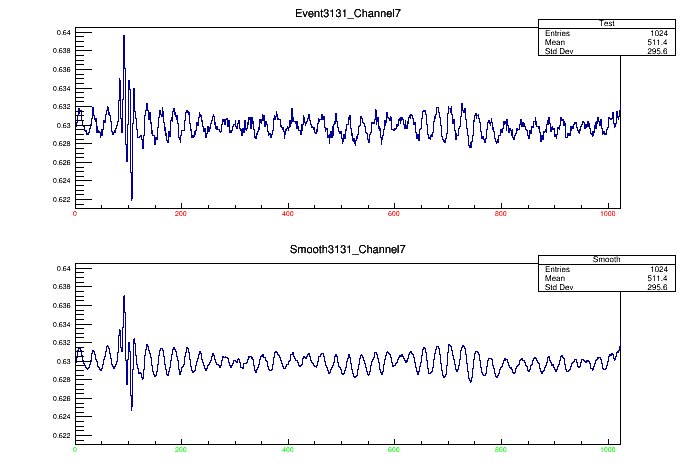 Event3131_Channel7
Test
Entries 1024
Mean 511.4
Std Dev 295.6
0.64
0.638
0.636
0.634
0.632
0.63
0.628
0.626
0.624
0.622
0 200 400 600 800 1000
Smooth3131_Channel7
Smooth
Entries 1024
Mean 511.4
Std Dev 295.6
0.64
0.638
0.636
0.634
0.632
0.63
0.628
0.626
0.624
0.622
0 200 400 600 800 1000